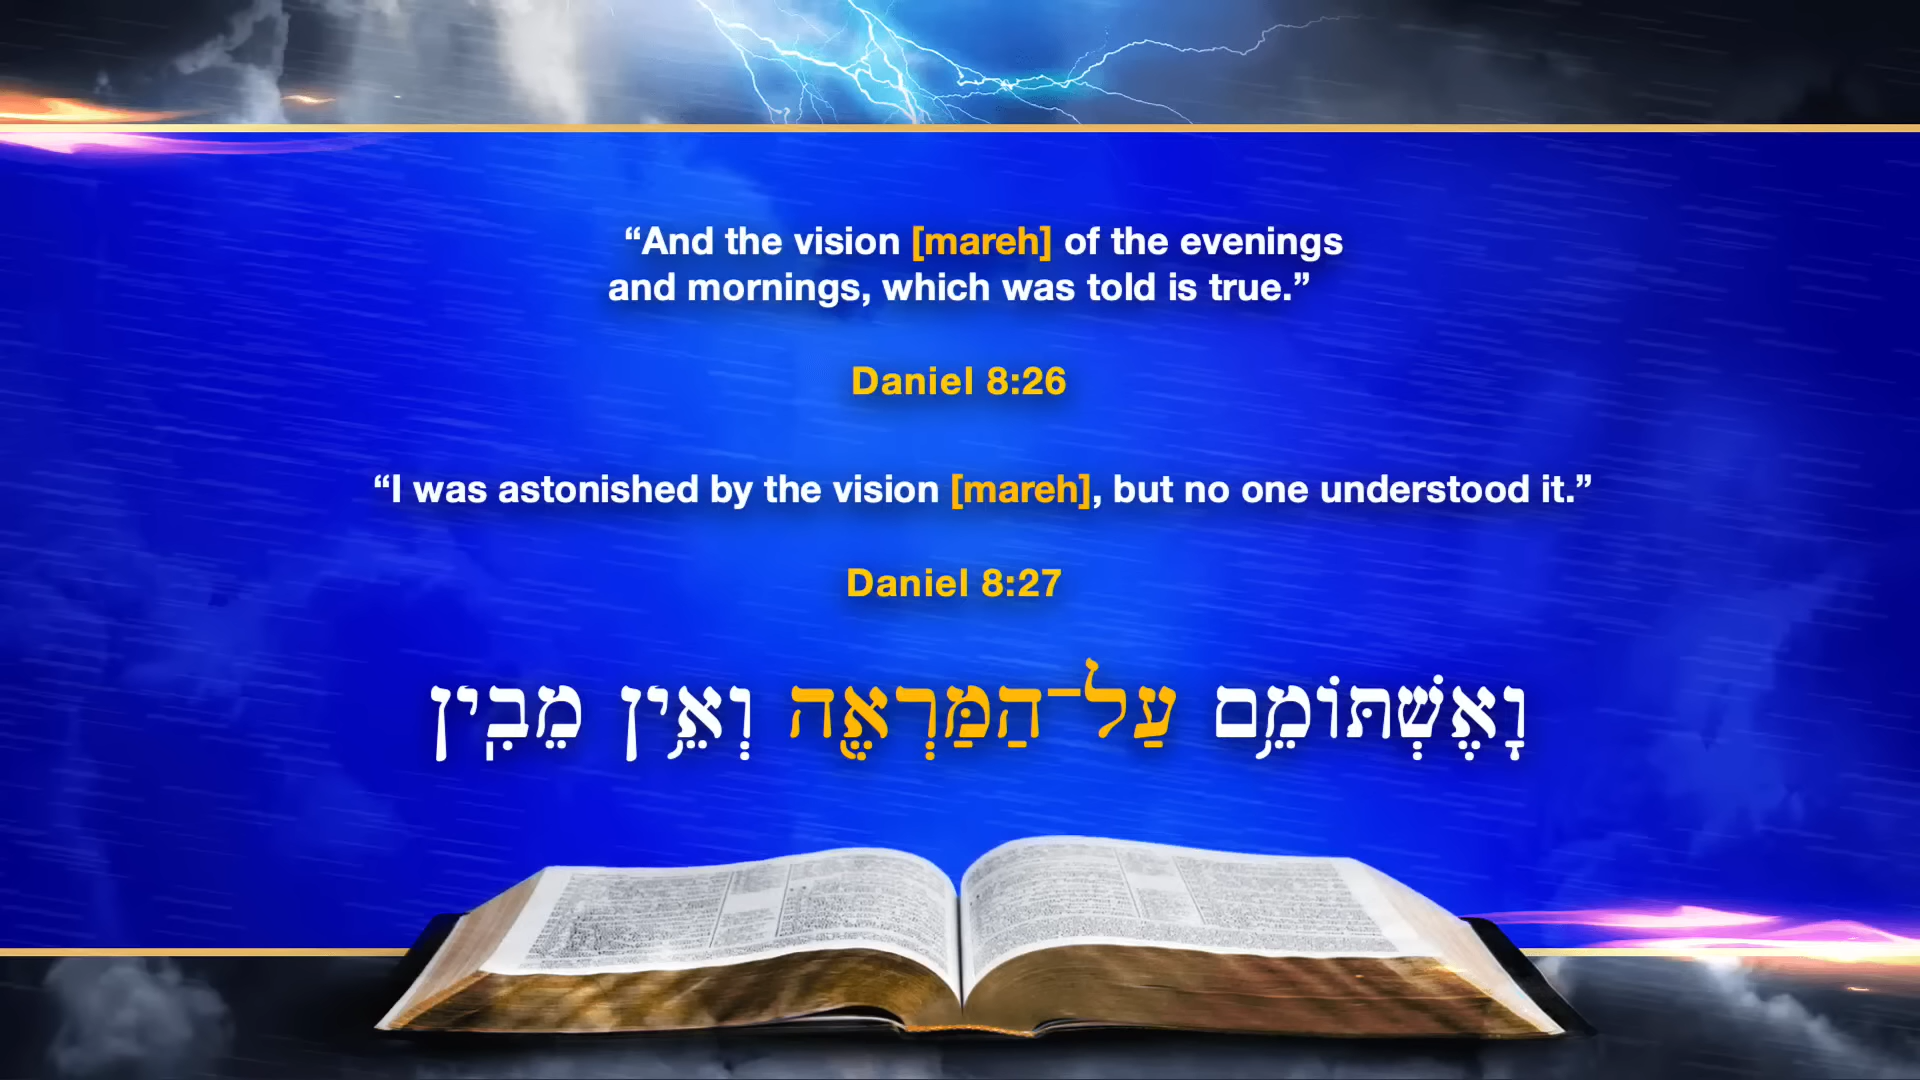 “And the vision [mareh] of the evenings
and mornings, which was told is true.”
Daniel 8:26
“I was astonished by the vision [mareh], but no one understood it.”
Daniel 8:27
וָאֶשְׁתּוֹמֵ֥ם עַל־הַמַּרְאֶ֖ה וְאֵ֥ין מֵבִֽין